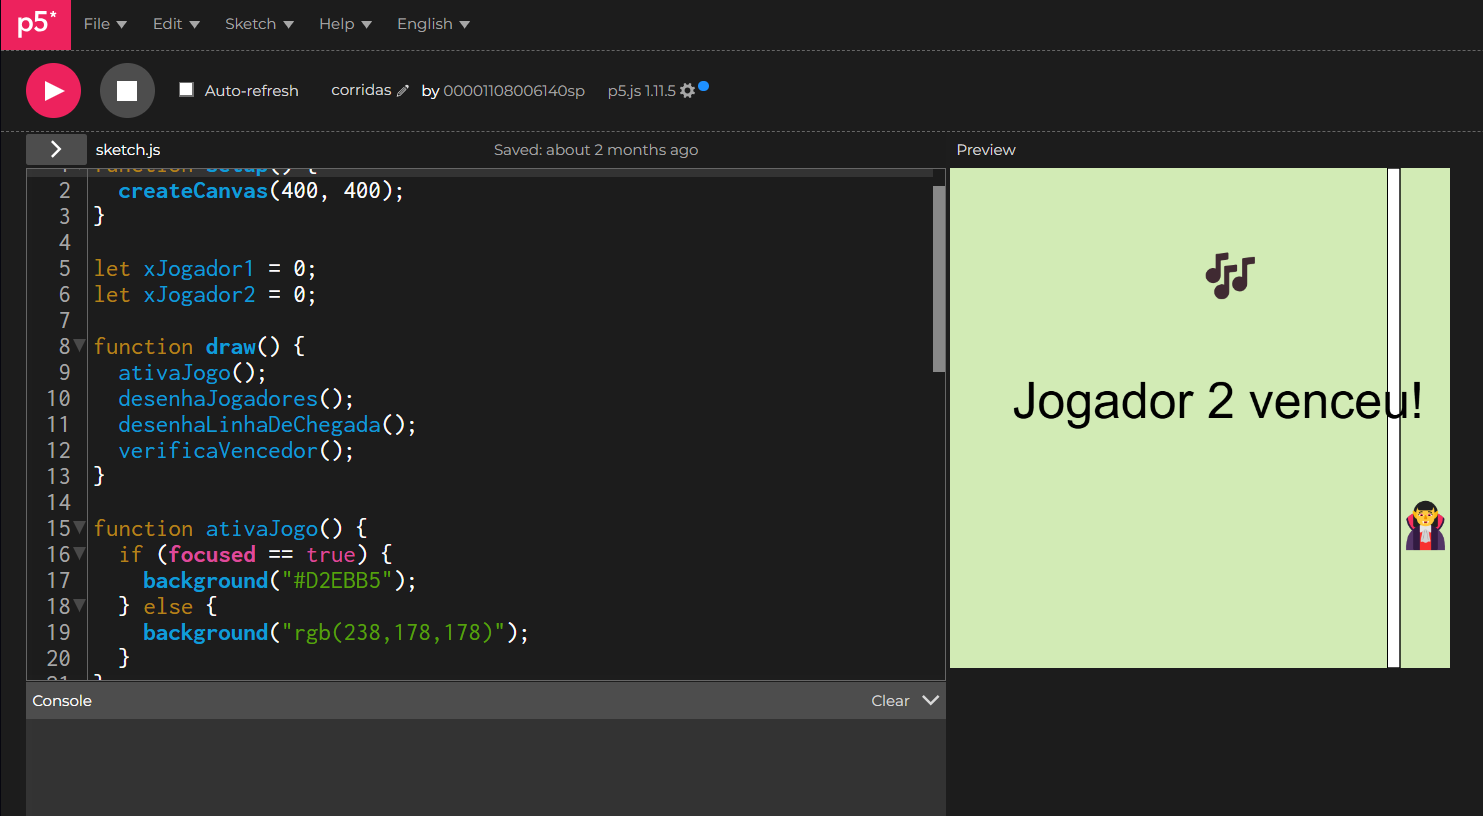 p5* File Edit Sketch Help English
Auto-refresh corridas by 00001108006140sp p5.js 1.11.5
sketch.js Saved: about 2 months ago Preview
2 createCanvas(400, 400);
3 }
4
5 let xJogador1 = 0;
6 let xJogador2 = 0;
7
8 function draw() {
9 ativaJogo();
10 desenhaJogadores();
11 desenhaLinhaDeChegada();
12 verificaVencedor();
13 }
14
15 function ativaJogo() {
16 if (focused == true) {
17 background("#D2EBB5");
18 } else {
19 background("rgb(238,178,178)");
20 }
Console Clear
Jogador 2 venceu!